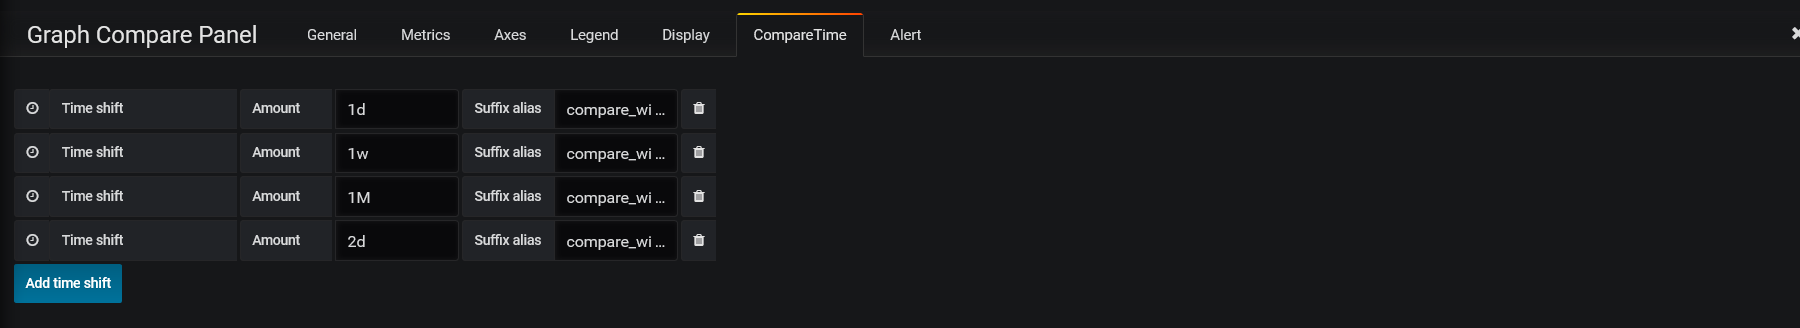 Graph Compare Panel General Metrics Axes Legend Display CompareTime Alert
Time shift Amount 1d Suffix alias compare_wi ...
Time shift Amount 1w Suffix alias compare_wi ...
Time shift Amount 1M Suffix alias compare_wi ...
Time shift Amount 2d Suffix alias compare_wi ...
Add time shift